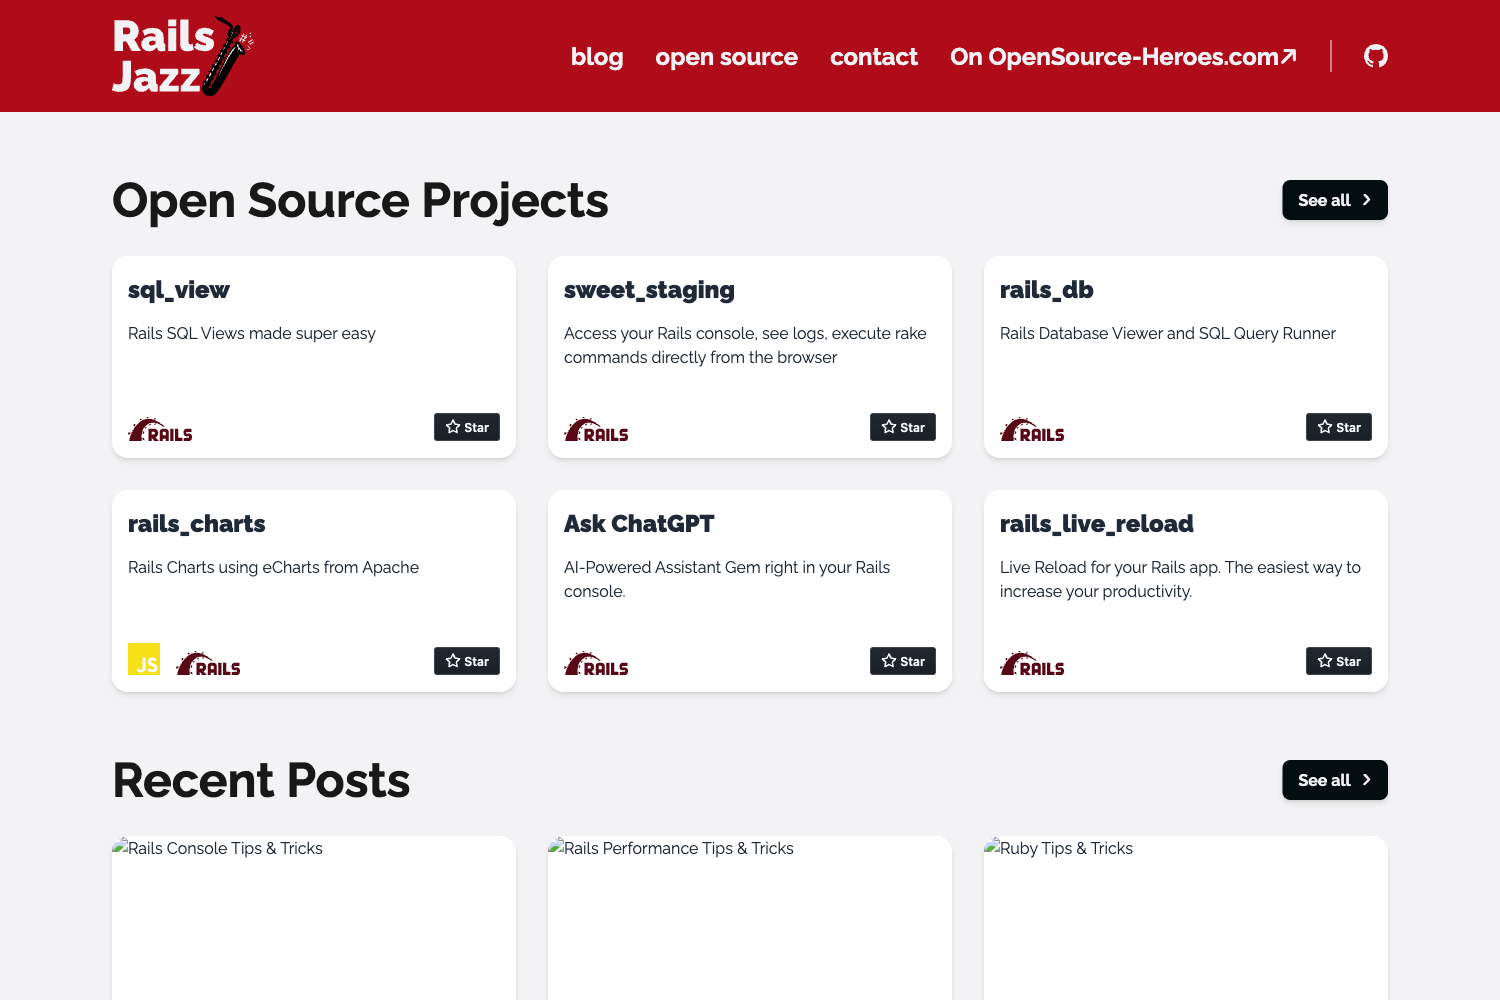 Rails
Jazz
blog
open source
contact
On OpenSource-Heroes.com
Open Source Projects
See all
sql_view
Rails SQL Views made super easy
RAILS
Star
sweet_staging
Access your Rails console, see logs, execute rake
commands directly from the browser
RAILS
Star
rails_db
Rails Database Viewer and SQL Query Runner
RAILS
Star
rails_charts
Rails Charts using eCharts from Apache
JS
RAILS
Star
Ask ChatGPT
AI-Powered Assistant Gem right in your Rails
console.
RAILS
Star
rails_live_reload
Live Reload for your Rails app. The easiest way to
increase your productivity.
RAILS
Star
Recent Posts
See all
Rails Console Tips & Tricks
Rails Performance Tips & Tricks
Ruby Tips & Tricks